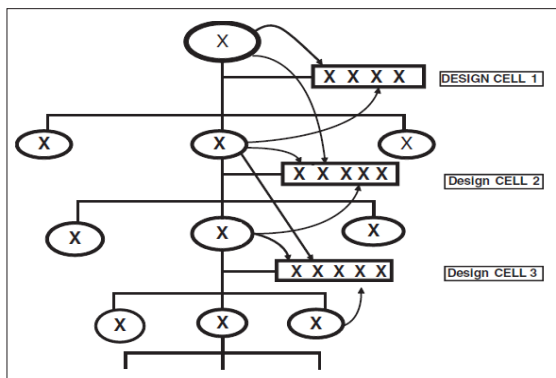 X
X X X X DESIGN CELL 1
X X X
X X X X X Design CELL 2
X X X
X X X X X Design CELL 3
X X X